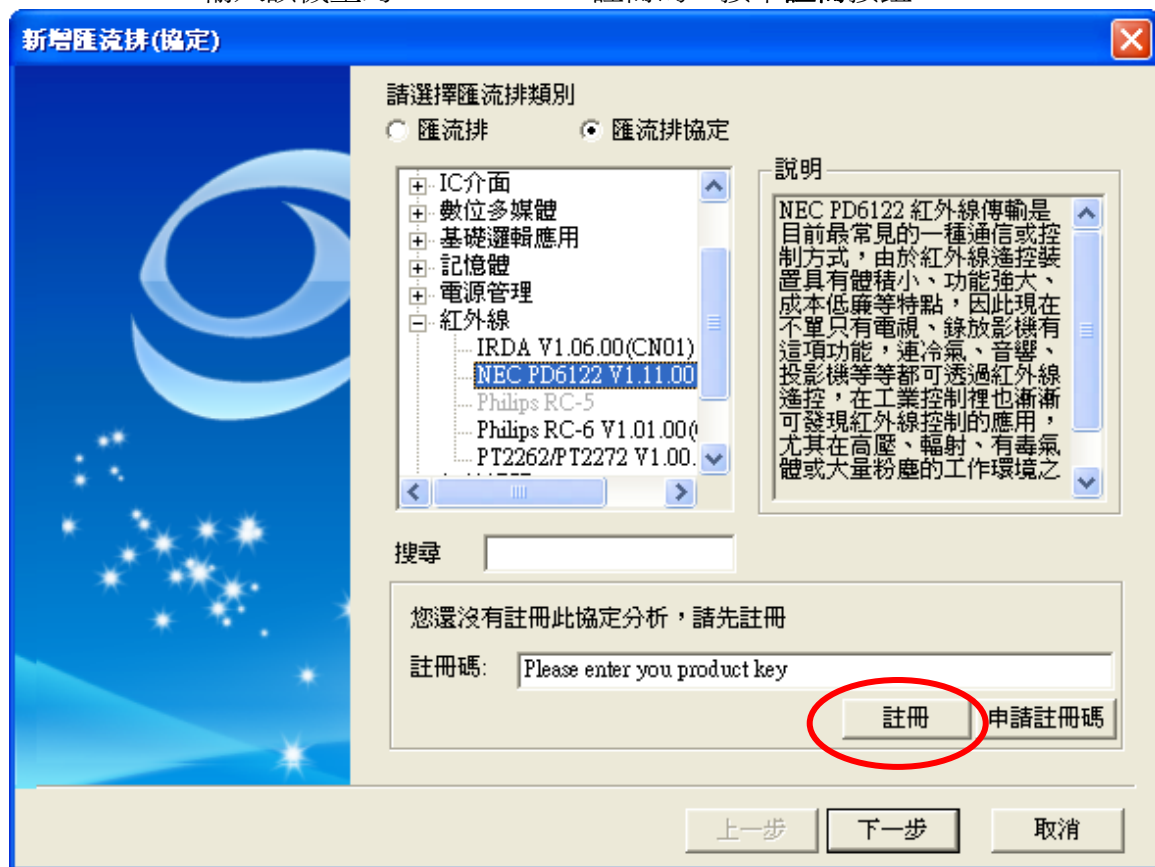 新增匯流排(協定)
請選擇匯流排類別
匯流排
匯流排協定
IC介面
數位多媒體
基礎邏輯應用
記憶體
電源管理
紅外線
IRDA V1.06.00(CN01)
NEC PD6122 V1.11.00
Philips RC-5
Philips RC-6 V1.01.00(
PT2262/PT2272 V1.00.
說明
NEC PD6122 紅外線傳輸是
目前最常見的一種通信或控
制方式，由於紅外線遙控裝
置具有體積小、功能強大、
成本低廉等特點，因此現在
不單只有電視、錄放影機有
這項功能，連冷氣、音響、
投影機等等都可透過紅外線
遙控，在工業控制裡也漸漸
可發現紅外線控制的應用，
尤其在高壓、輻射、有毒氣
體或大量粉塵的工作環境之
搜尋
您還沒有註冊此協定分析，請先註冊
註冊碼:
Please enter you product key
註冊
申請註冊碼
上一步
下一步
取消